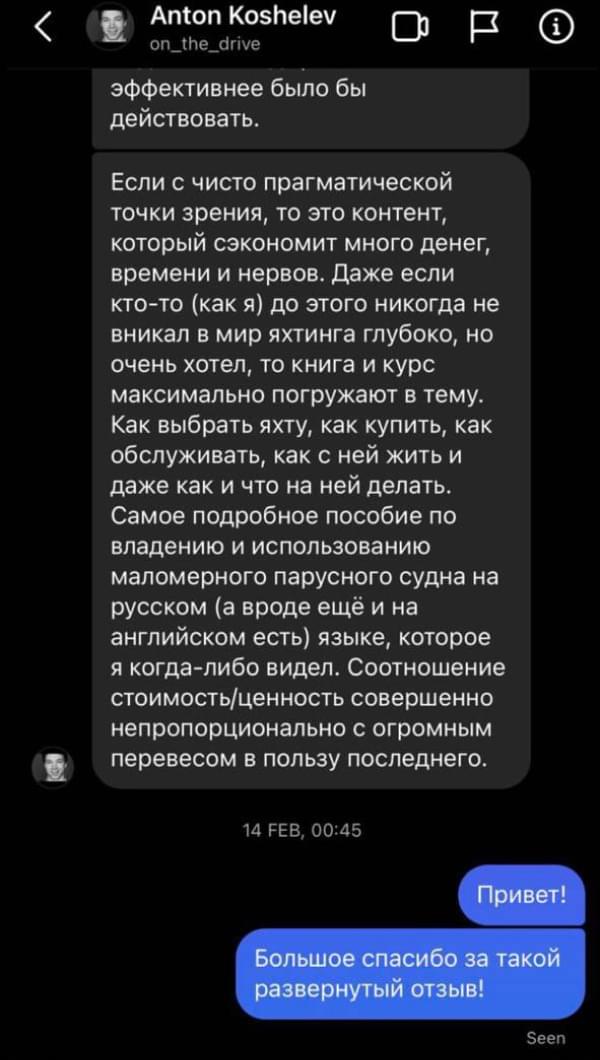 Anton Koshelev
on_the_drive
эффективнее было бы
действовать.
Если с чисто прагматической
точки зрения, то это контент,
который сэкономит много денег,
времени и нервов. Даже если
кто-то (как я) до этого никогда не
вникал в мир яхтинга глубоко, но
очень хотел, то книга и курс
максимально погружают в тему.
Как выбрать яхту, как купить, как
обслуживать, как с ней жить и
даже как и что на ней делать.
Самое подробное пособие по
владению и использованию
маломерного парусного судна на
русском (а вроде ещё и на
английском есть) языке, которое
я когда-либо видел. Соотношение
стоимость/ценность совершенно
непропорционально с огромным
перевесом в пользу последнего.
14 FEB, 00:45
Привет!
Большое спасибо за такой
развернутый отзыв!
Seen